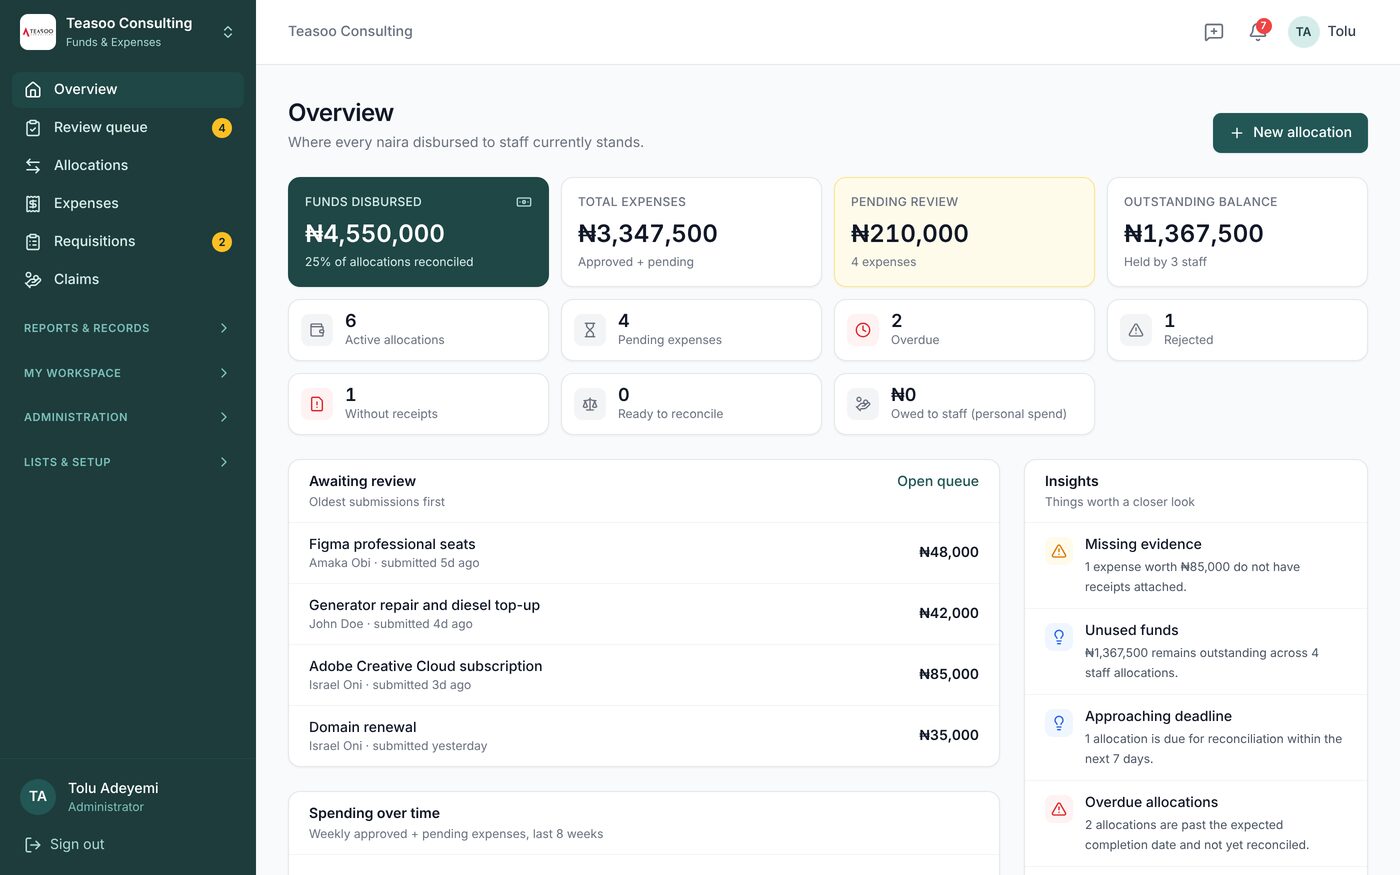 TEASOO
Teasoo Consulting
Funds & Expenses
Overview
Review queue
4
Allocations
Expenses
Requisitions
2
Claims
REPORTS & RECORDS
MY WORKSPACE
ADMINISTRATION
LISTS & SETUP
TA
Tolu Adeyemi
Administrator
Sign out
Teasoo Consulting
7
TA
Tolu
Overview
Where every naira disbursed to staff currently stands.
New allocation
FUNDS DISBURSED
₦4,550,000
25% of allocations reconciled
TOTAL EXPENSES
₦3,347,500
Approved + pending
PENDING REVIEW
₦210,000
4 expenses
OUTSTANDING BALANCE
₦1,367,500
Held by 3 staff
6
Active allocations
4
Pending expenses
2
Overdue
1
Rejected
1
Without receipts
0
Ready to reconcile
₦0
Owed to staff (personal spend)
Awaiting review
Open queue
Oldest submissions first
Figma professional seats
Amaka Obi · submitted 5d ago
₦48,000
Generator repair and diesel top-up
John Doe · submitted 4d ago
₦42,000
Adobe Creative Cloud subscription
Israel Oni · submitted 3d ago
₦85,000
Domain renewal
Israel Oni · submitted yesterday
₦35,000
Spending over time
Weekly approved + pending expenses, last 8 weeks
Insights
Things worth a closer look
Missing evidence
1 expense worth ₦85,000 do not have
receipts attached.
Unused funds
₦1,367,500 remains outstanding across 4
staff allocations.
Approaching deadline
1 allocation is due for reconciliation within the
next 7 days.
Overdue allocations
2 allocations are past the expected
completion date and not yet reconciled.